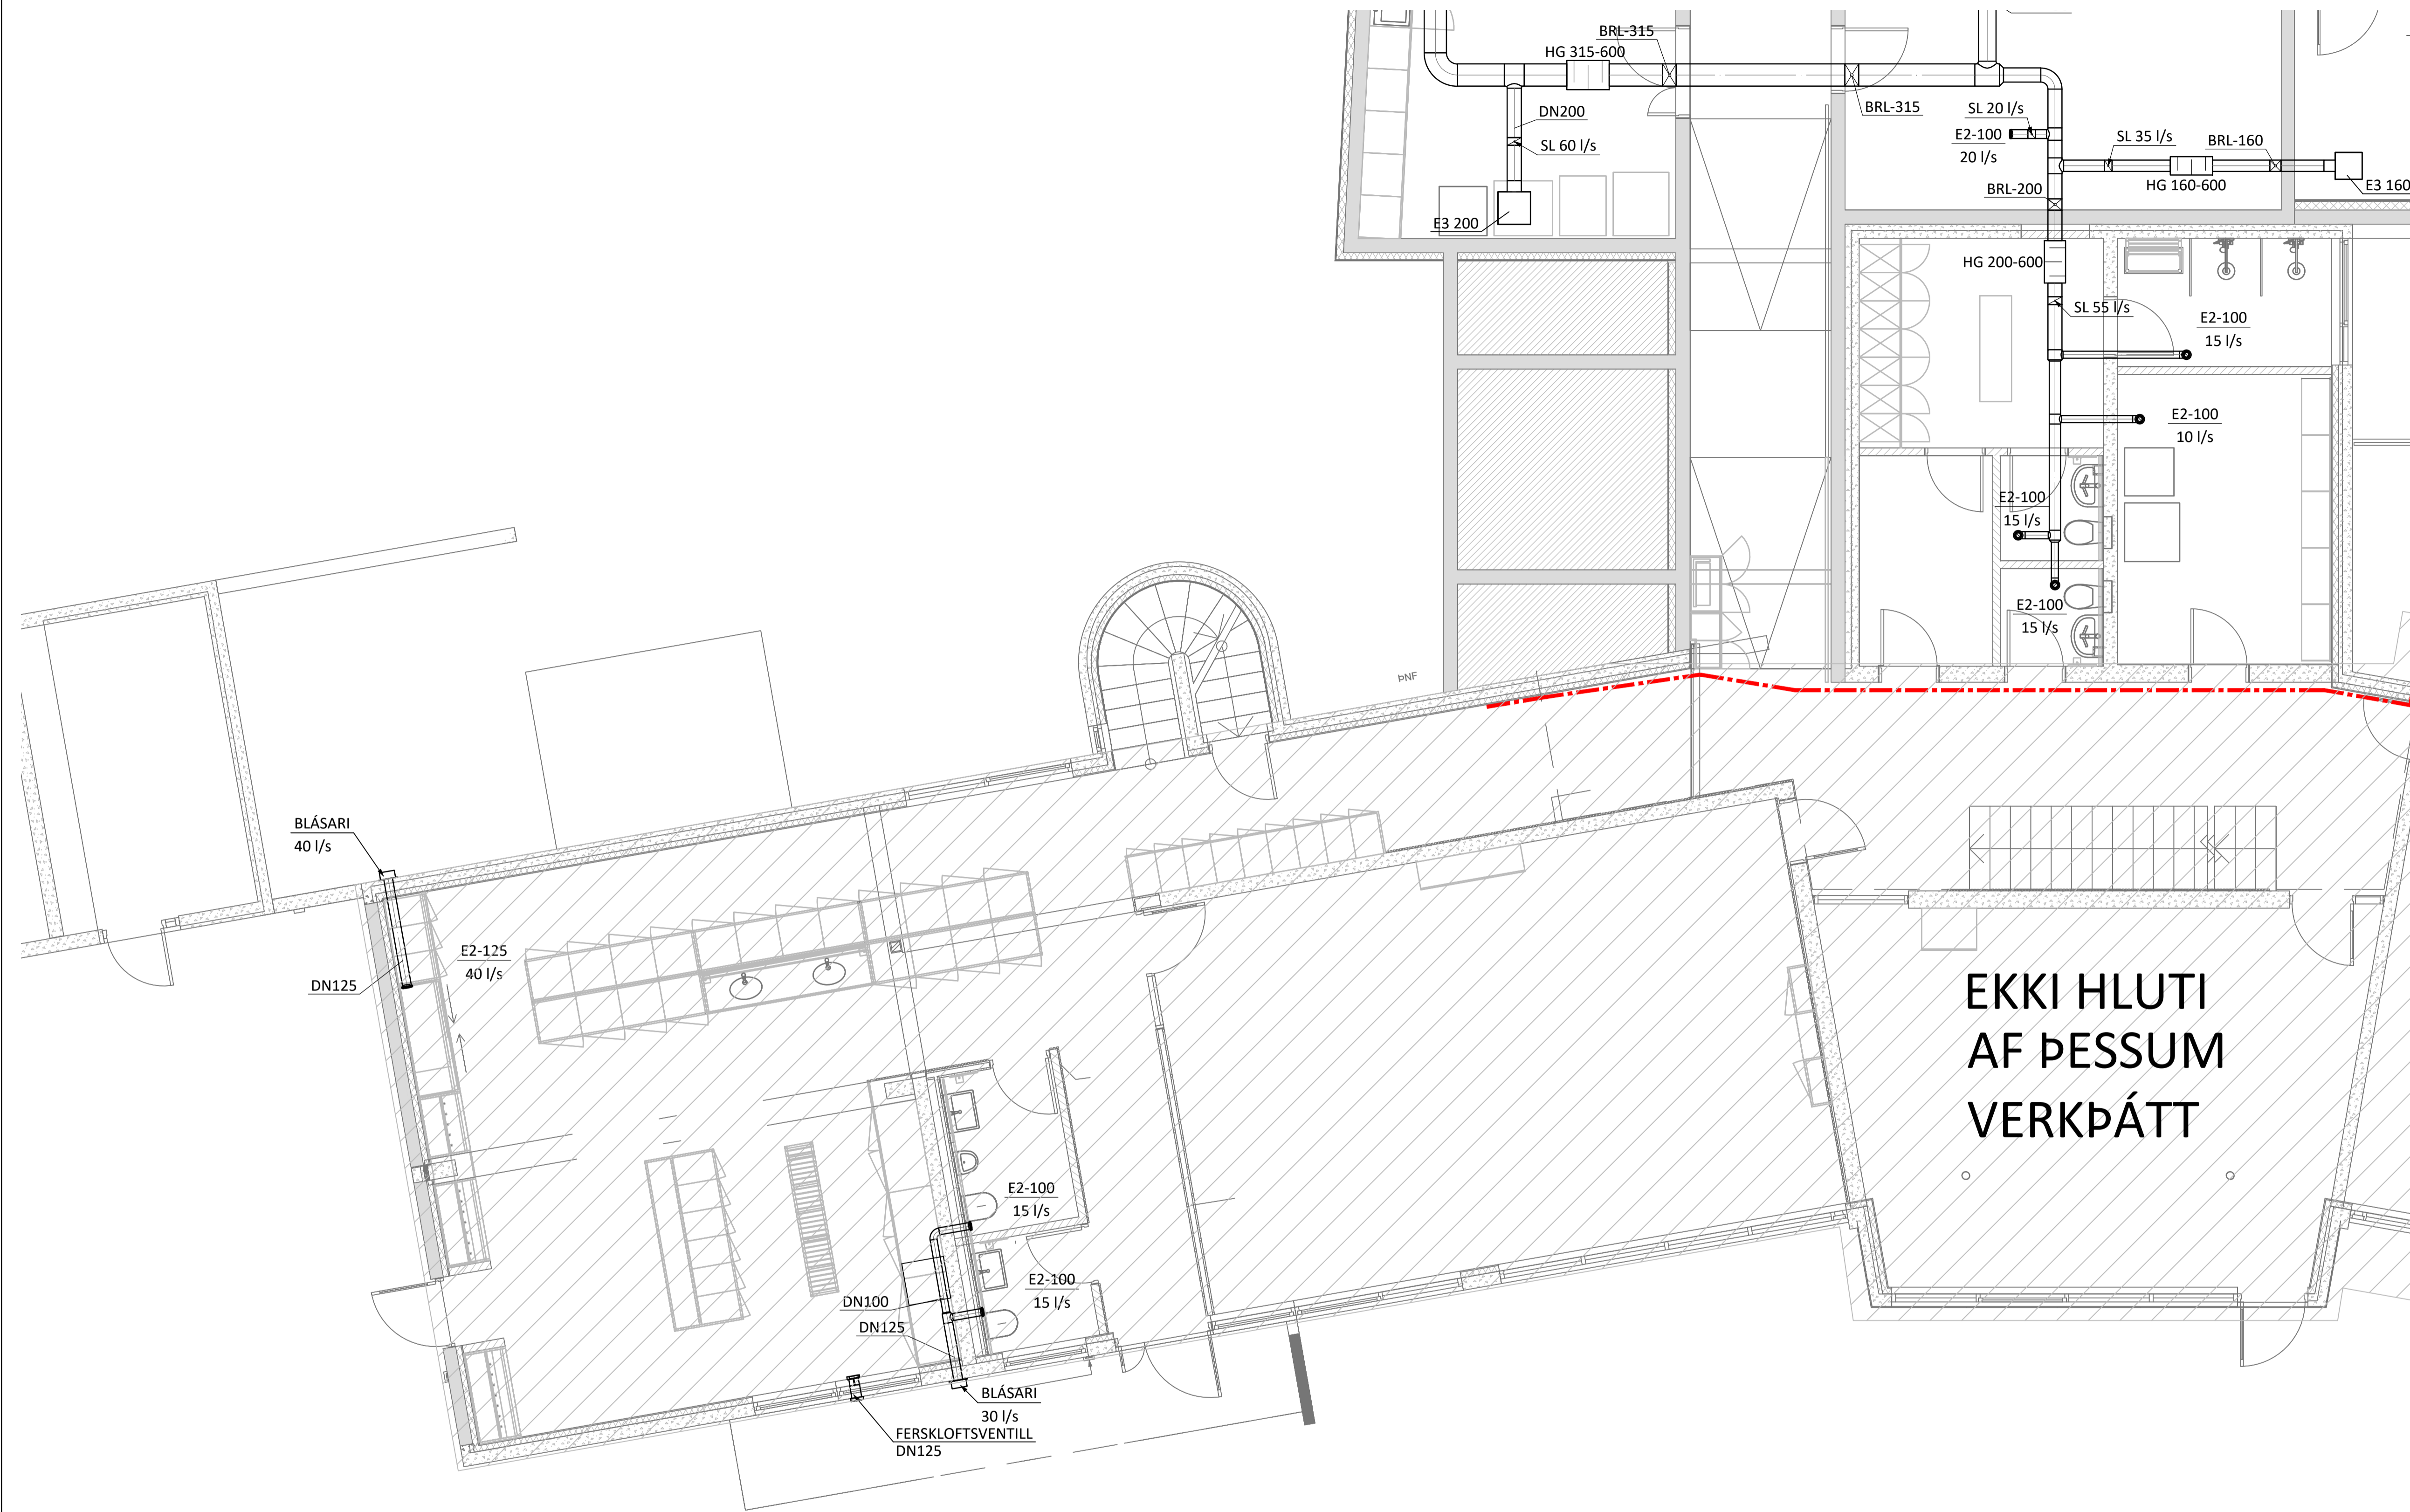 BRL-315
HG 315-600
DN200
SL 60 l/s
E3 200
BRL-315
SL 20 l/s
E2-100
20 l/s
BRL-200
SL 35 l/s
BRL-160
HG 160-600
E3 160
HG 200-600
SL 55 l/s
E2-100
15 l/s
E2-100
10 l/s
E2-100
15 l/s
E2-100
15 l/s
ÞNF
BLÁSARI
40 l/s
E2-125
40 l/s
DN125
EKKI HLUTI
AF ÞESSUM
VERKÞÁTT
E2-100
15 l/s
E2-100
15 l/s
DN100
DN125
BLÁSARI
30 l/s
FERSKLOFTSVENTILL
DN125